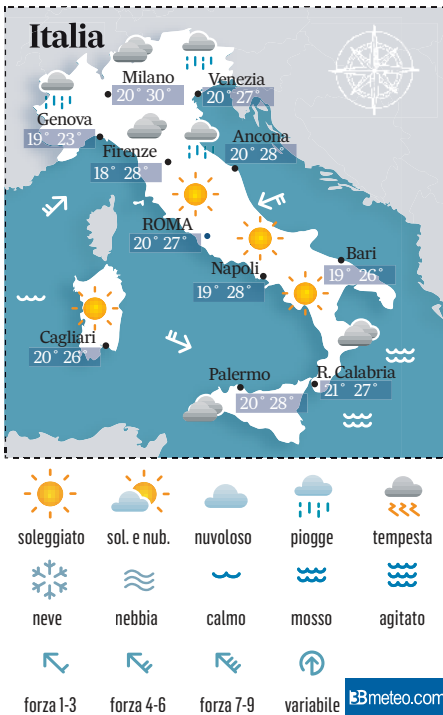 Italia
Milano
20° 30°
Venezia
20° 27°
Genova
19° 23°
Firenze
18° 28°
Ancona
20° 28°
ROMA
20° 27°
Napoli
19° 28°
Bari
19° 26°
Cagliari
20° 26°
Palermo
20° 28°
R. Calabria
21° 27°
soleggiato sol. e nub. nuvoloso piogge tempesta
neve nebbia calmo mosso agitato
forza 1-3 forza 4-6 forza 7-9 variabile
3Bmeteo.com